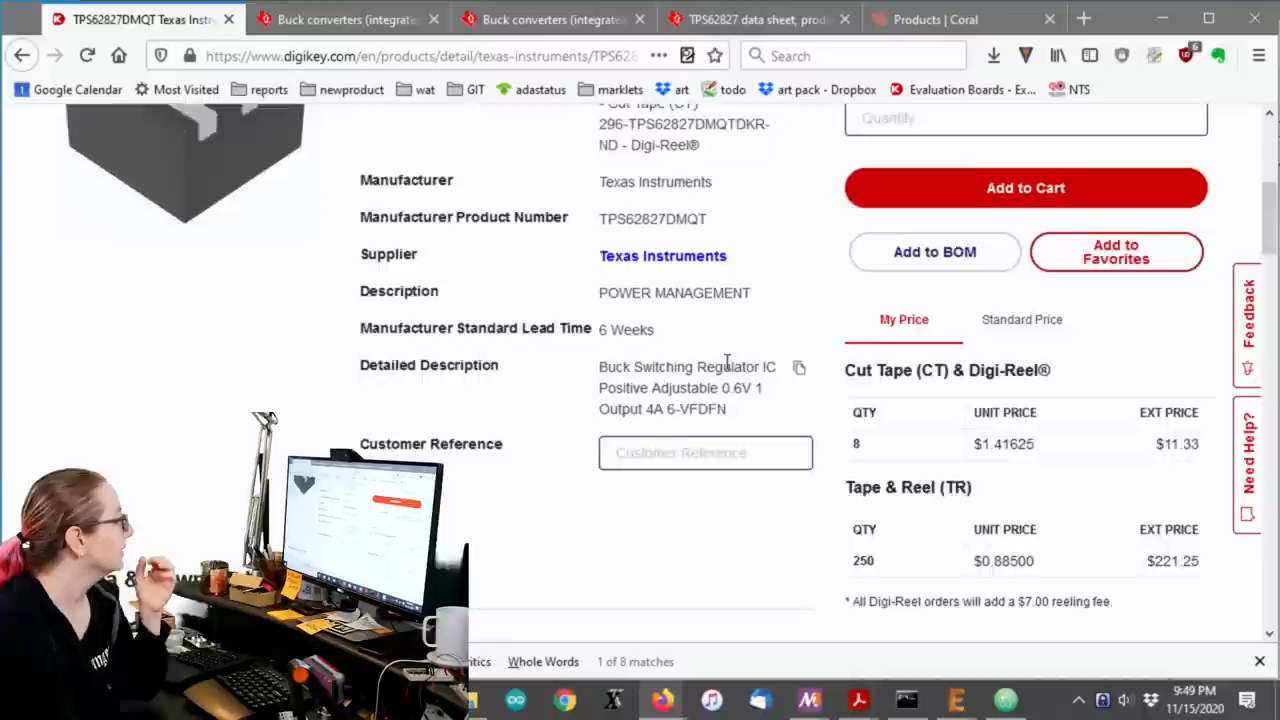 TPS62827DMQT Texas Instr
Buck converters (integrate
Buck converters (integrate
TPS62827 data sheet, prod
Products | Coral
https://www.digikey.com/en/products/detail/texas-instruments/TPS628
Search
6
Google Calendar
Most Visited
reports
newproduct
wat
GIT
adastatus
marklets
art
todo
art pack - Dropbox
Evaluation Boards - Ex...
NTS
- Cut Tape (CT)
296-TPS62827DMQTDKR-
ND - Digi-Reel®
Manufacturer
Texas Instruments
Manufacturer Product Number
TPS62827DMQT
Supplier
Texas Instruments
Description
POWER MANAGEMENT
Manufacturer Standard Lead Time
6 Weeks
Detailed Description
Buck Switching Regulator IC
Positive Adjustable 0.6V 1
Output 4A 6-VFDFN
Customer Reference
Customer Reference
Quantity
Add to Cart
Add to BOM
Add to
Favorites
My Price
Standard Price
Cut Tape (CT) & Digi-Reel®
QTY UNIT PRICE EXT PRICE
8 $1.41625 $11.33
Tape & Reel (TR)
QTY UNIT PRICE EXT PRICE
250 $0.88500 $221.25
* All Digi-Reel orders will add a $7.00 reeling fee.
Feedback
Need Help?
Whole Words
1 of 8 matches
9:49 PM
11/15/2020